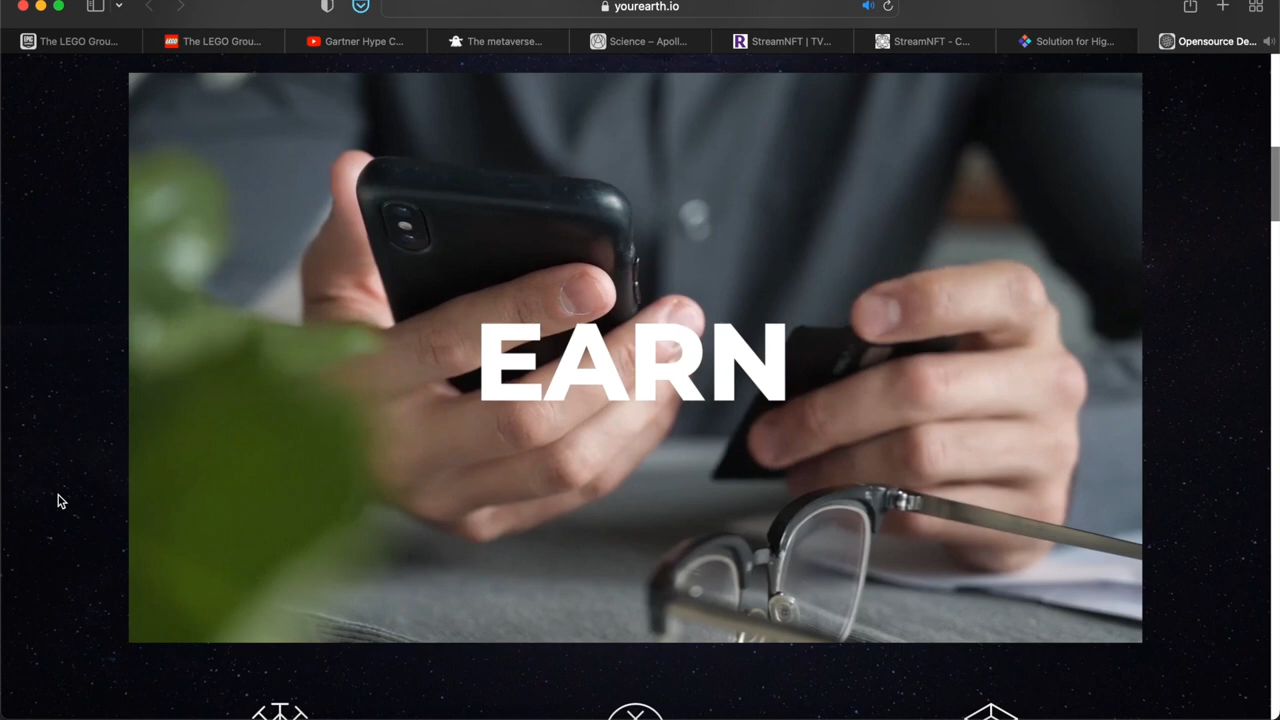 yourearth.io
The LEGO Grou...
The LEGO Grou...
Gartner Hype C...
The metaverse...
Science – Apoll...
StreamNFT | TV...
StreamNFT - C...
Solution for Hig...
Opensource De...
EARN